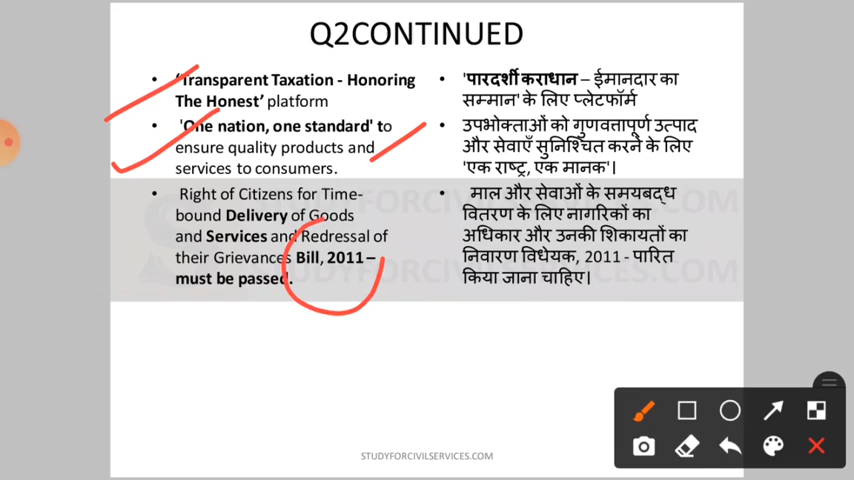 Q2CONTINUED
• 'Transparent Taxation - Honoring
The Honest' platform
• 'One nation, one standard' to
ensure quality products and
services to consumers.
• Right of Citizens for Time-
bound Delivery of Goods
and Services and Redressal of
their Grievances Bill, 2011 –
must be passed.
• 'पारदर्शी कराधान – ईमानदार का
सम्मान' के लिए प्लेटफॉर्म
• उपभोक्ताओं को गुणवत्तापूर्ण उत्पाद
और सेवाएँ सुनिश्चित करने के लिए
'एक राष्ट्र, एक मानक'।
• माल और सेवाओं के समयबद्ध
वितरण के लिए नागरिकों का
अधिकार और उनकी शिकायतों का
निवारण विधेयक, 2011 - पारित
किया जाना चाहिए।
STUDYFORCIVILSERVICES.COM